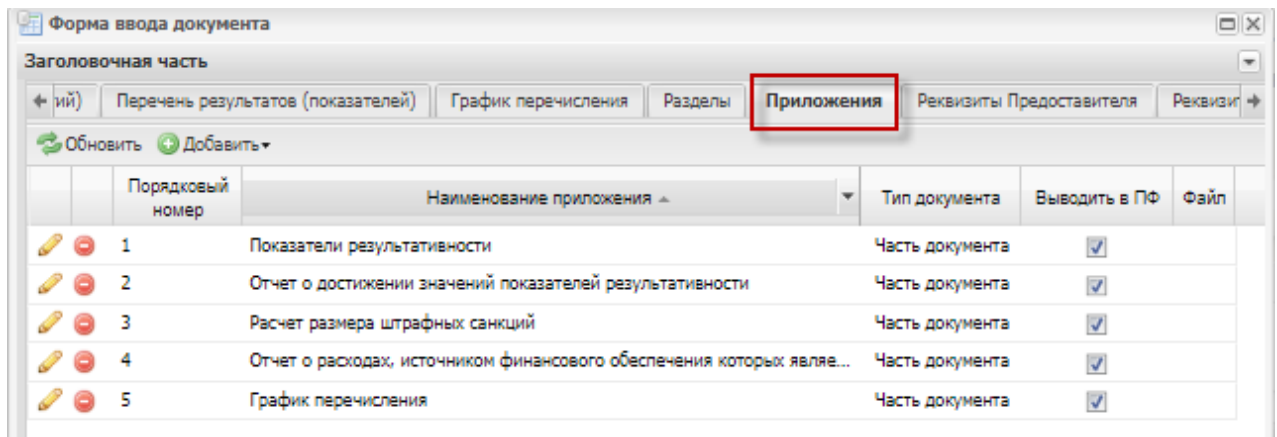 Форма ввода документа
Заголовочная часть
ий) Перечень результатов (показателей) График перечисления Разделы Приложения Реквизиты Предоставителя Реквизит
Обновить Добавить
Порядковый номер Наименование приложения Тип документа Выводить в ПФ Файл
1 Показатели результативности Часть документа
2 Отчет о достижении значений показателей результативности Часть документа
3 Расчет размера штрафных санкций Часть документа
4 Отчет о расходах, источником финансового обеспечения которых являе... Часть документа
5 График перечисления Часть документа